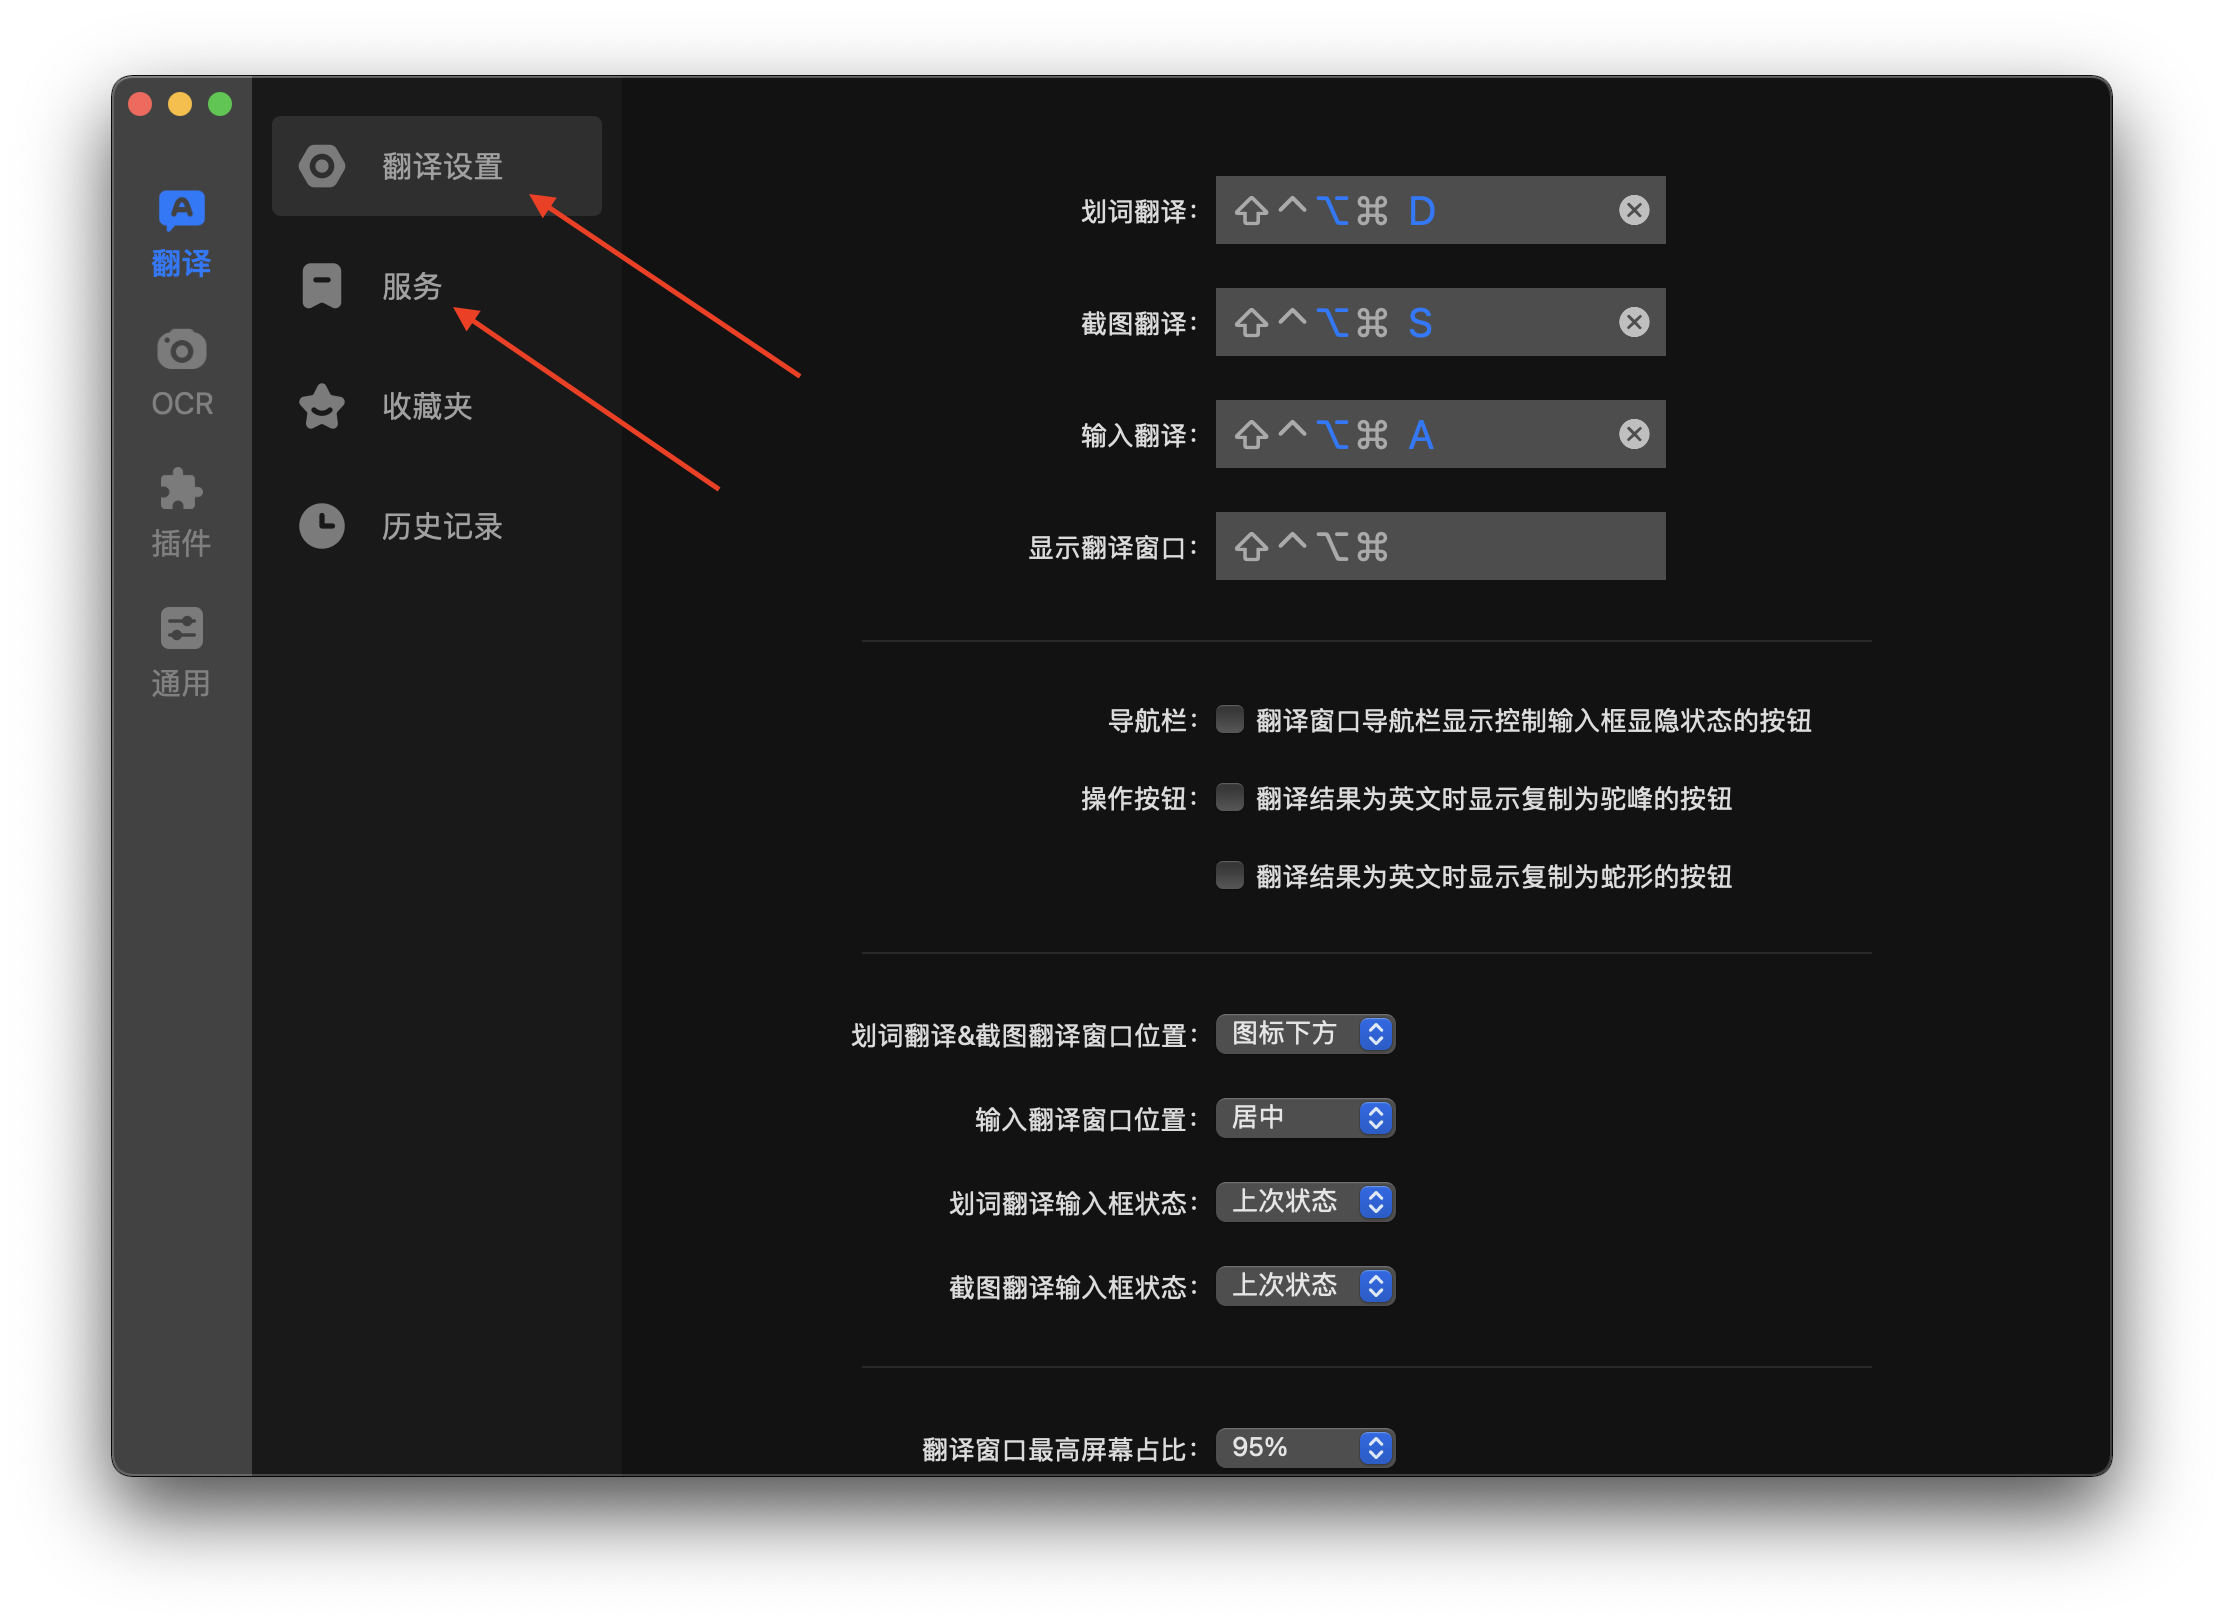 翻译
OCR
插件
通用
翻译设置
服务
收藏夹
历史记录
划词翻译: ⇧⌃⌥⌘ D
截图翻译: ⇧⌃⌥⌘ S
输入翻译: ⇧⌃⌥⌘ A
显示翻译窗口: ⇧⌃⌥⌘
导航栏: 翻译窗口导航栏显示控制输入框显隐状态的按钮
操作按钮: 翻译结果为英文时显示复制为驼峰的按钮
翻译结果为英文时显示复制为蛇形的按钮
划词翻译&截图翻译窗口位置: 图标下方
输入翻译窗口位置: 居中
划词翻译输入框状态: 上次状态
截图翻译输入框状态: 上次状态
翻译窗口最高屏幕占比: 95%